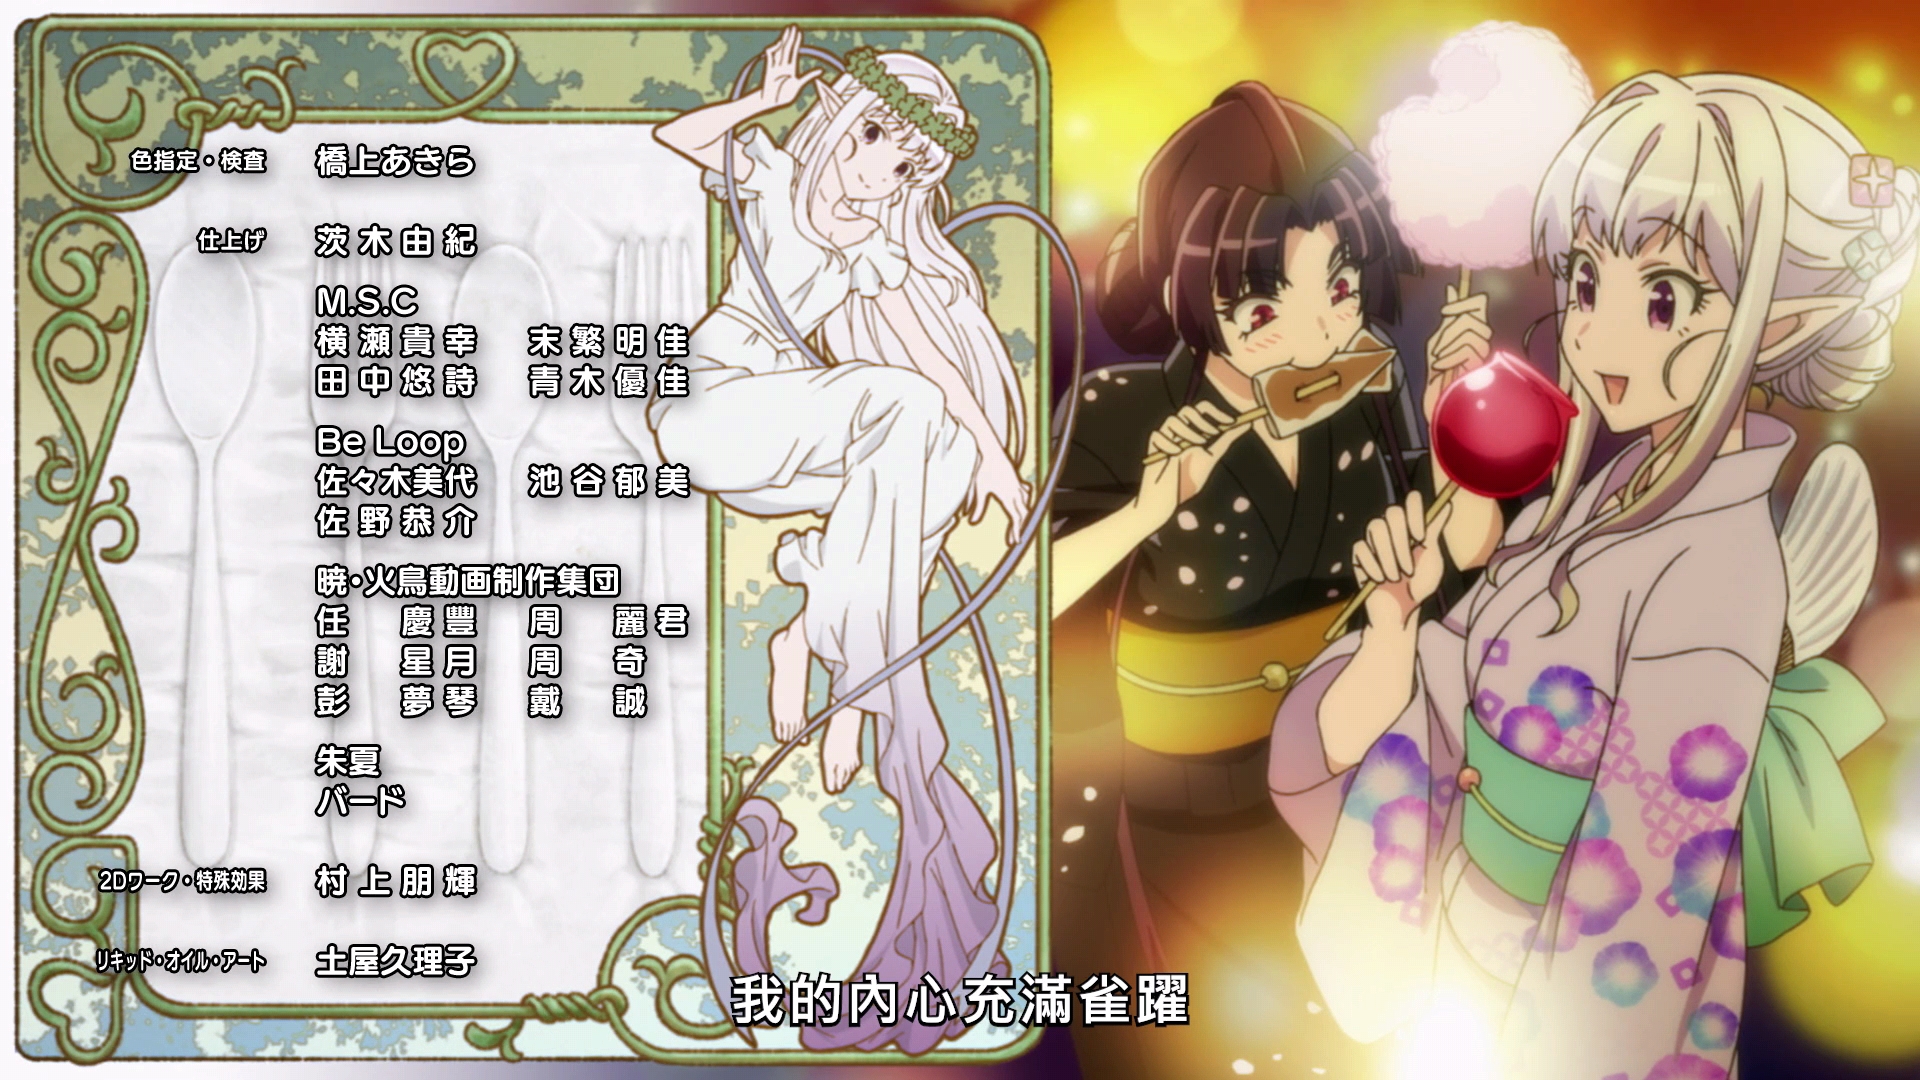 色指定・検査 橋上あきら
仕上げ 茨木由紀
M.S.C
横瀬貴幸 末繁明佳
田中悠詩 青木優佳
Be Loop
佐々木美代 池谷郁美
佐野恭介
暁・火鳥動画制作集団
任 慶豐 周 麗君
謝 星月 周 奇
彭 夢琴 戴 誠
朱夏
バード
2Dワーク・特殊効果 村上朋輝
リキッド・オイル・アート 土屋久理子
我的內心充滿雀躍